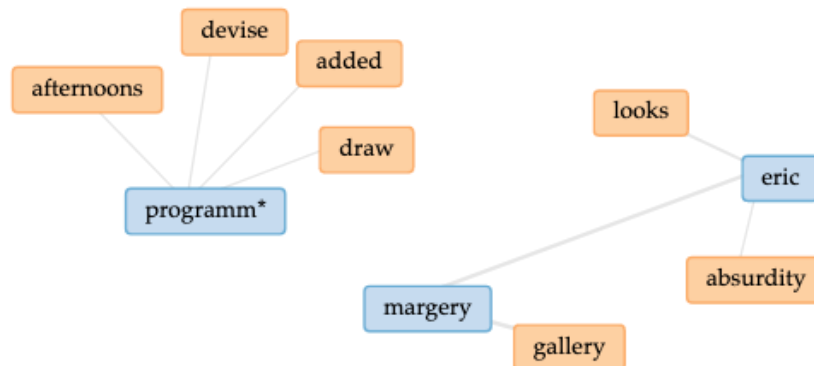 devise
added
afternoons
looks
draw
eric
programm*
absurdity
margery
gallery